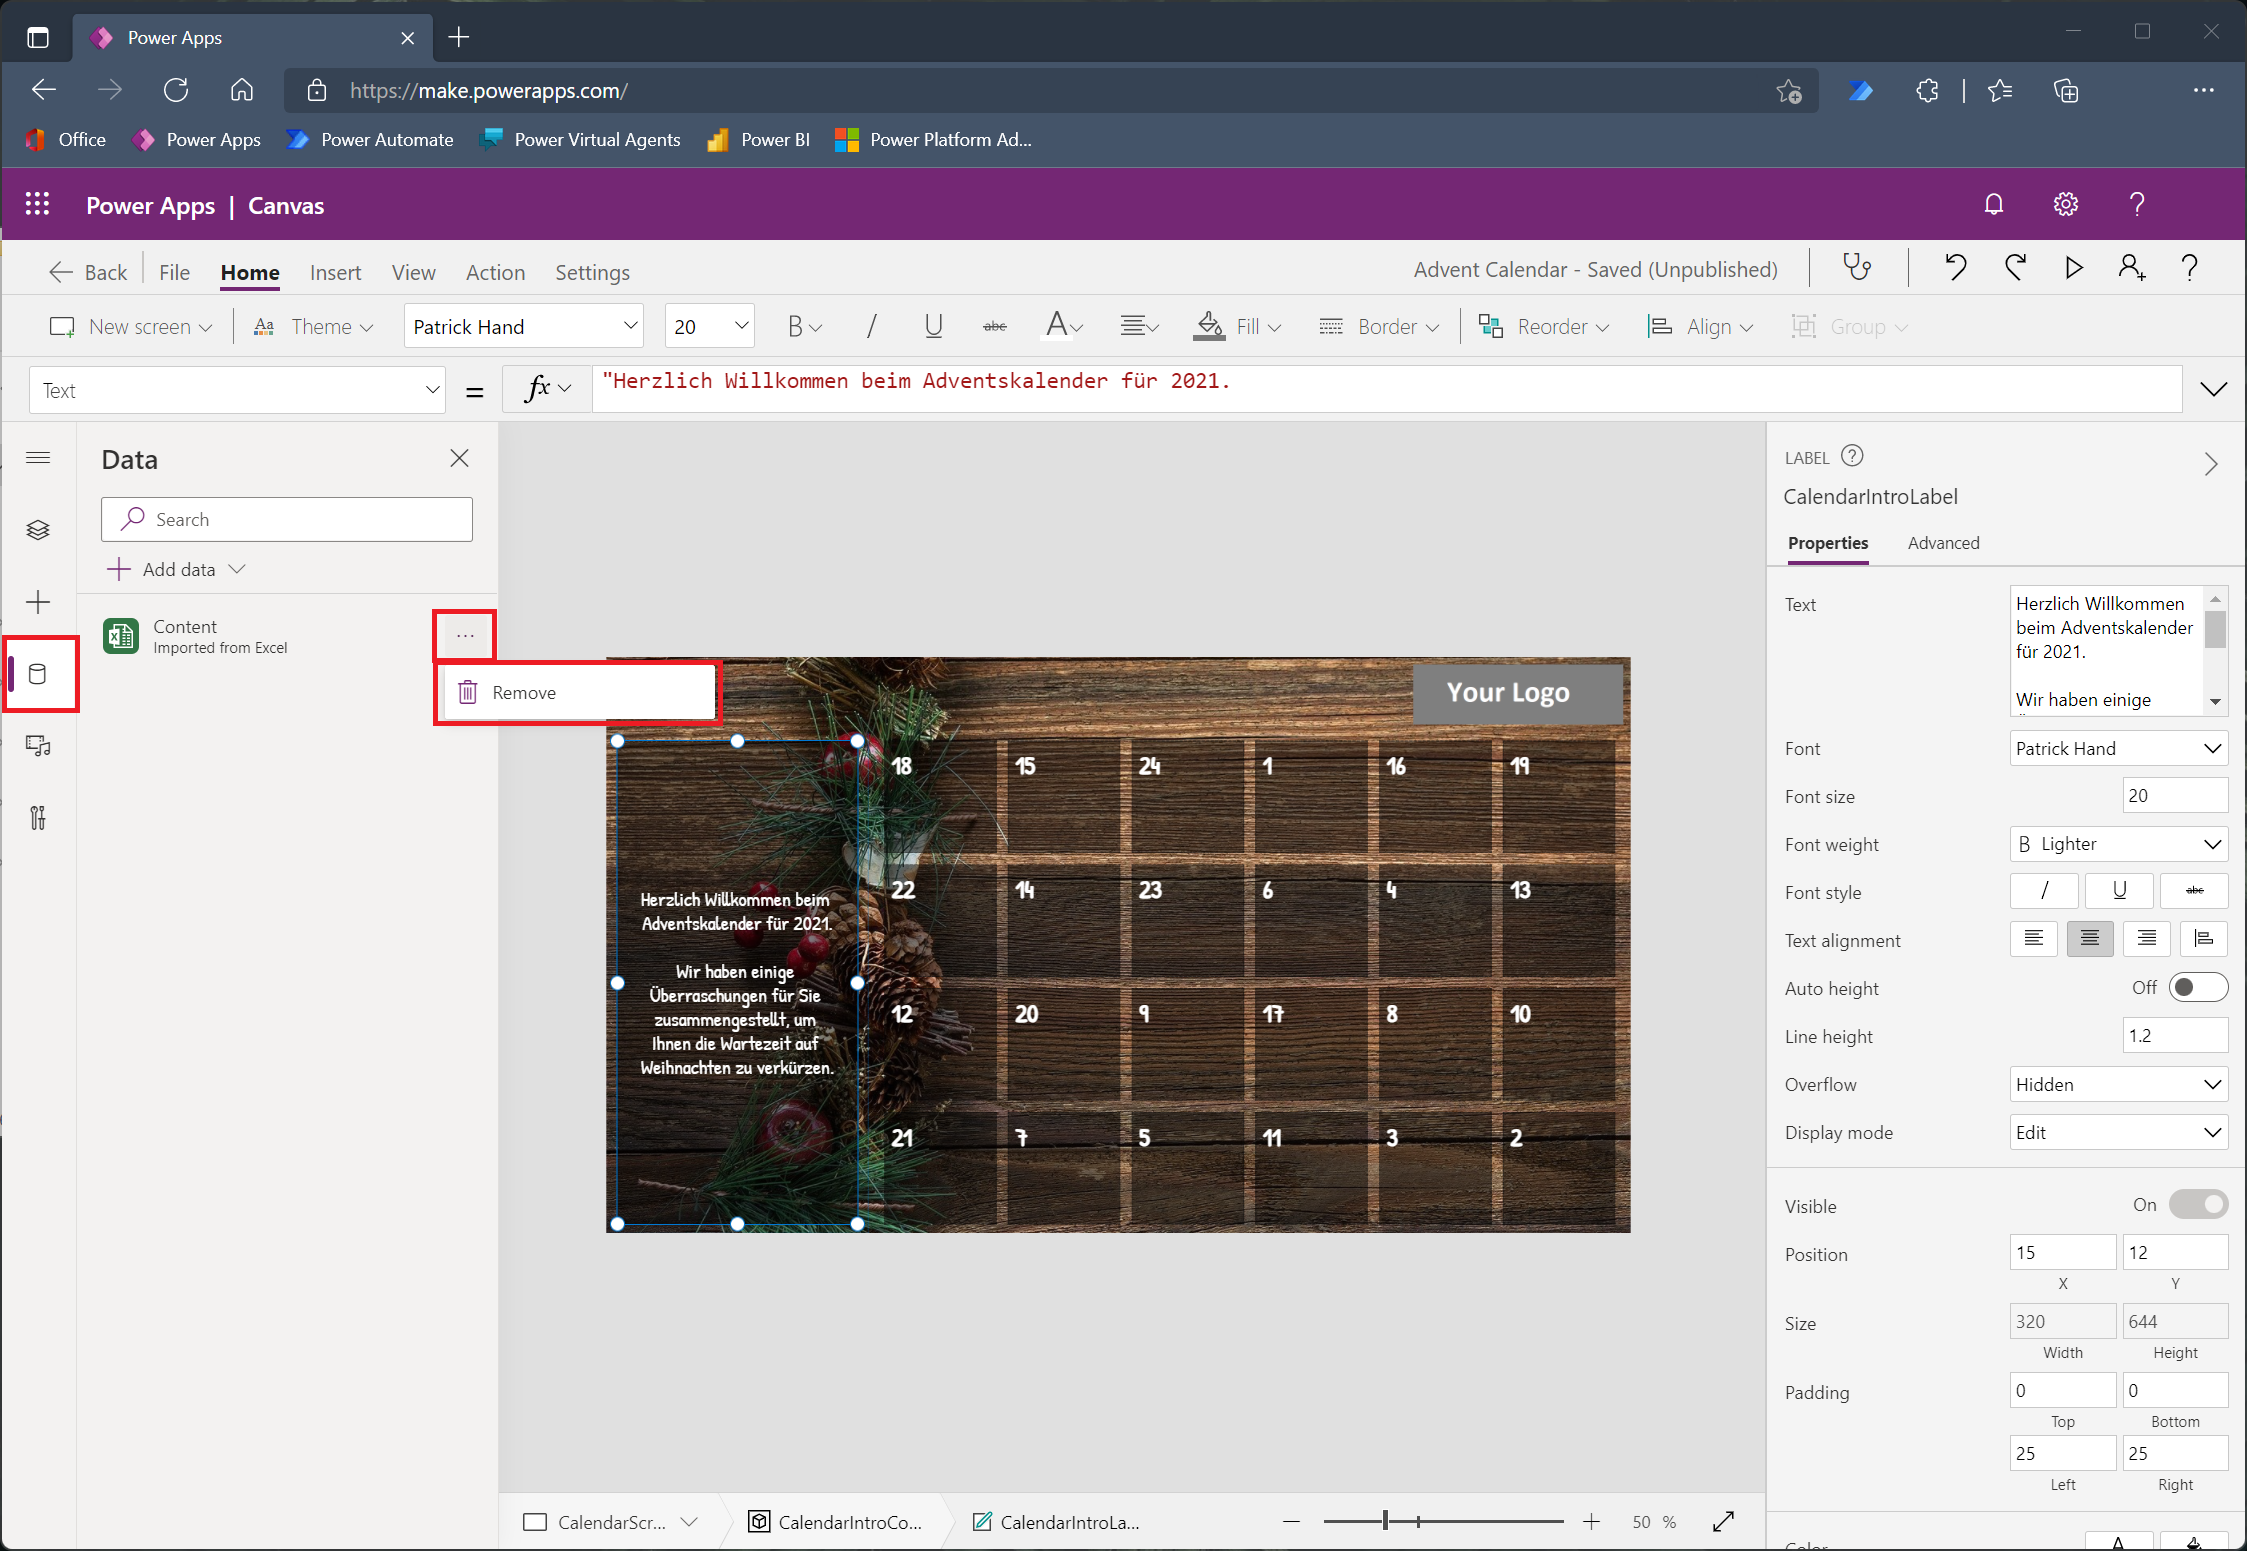 Power Apps
https://make.powerapps.com/
Office
Power Apps
Power Automate
Power Virtual Agents
Power BI
Power Platform Ad...
Power Apps | Canvas
Back
File
Home
Insert
View
Action
Settings
Advent Calendar - Saved (Unpublished)
New screen
Theme
Patrick Hand
20
B
/
U
abc
A
Fill
Border
Reorder
Align
Group
Text
=
fx
"Herzlich Willkommen beim Adventskalender für 2021.
Data
Search
Add data
Content
Imported from Excel
...
Remove
Your Logo
18 15 24 1 16 19
22 14 23 6 4 13
12 20 9 17 8 10
21 7 5 11 3 2
Herzlich Willkommen beim
Adventskalender für 2021.
Wir haben einige
Überraschungen für Sie
zusammengestellt, um
Ihnen die Wartezeit auf
Weihnachten zu verkürzen.
CalendarScr...
CalendarIntroCo...
CalendarIntroLa...
50 %
LABEL
CalendarIntroLabel
Properties
Advanced
Text
Herzlich Willkommen
beim Adventskalender
für 2021.
Wir haben einige
Font
Patrick Hand
Font size
20
Font weight
B Lighter
Font style
/ U abc
Text alignment
Auto height
Off
Line height
1.2
Overflow
Hidden
Display mode
Edit
Visible
On
Position
15 12
X Y
Size
320 644
Width Height
Padding
0 0
Top Bottom
25 25
Left Right
Color
A